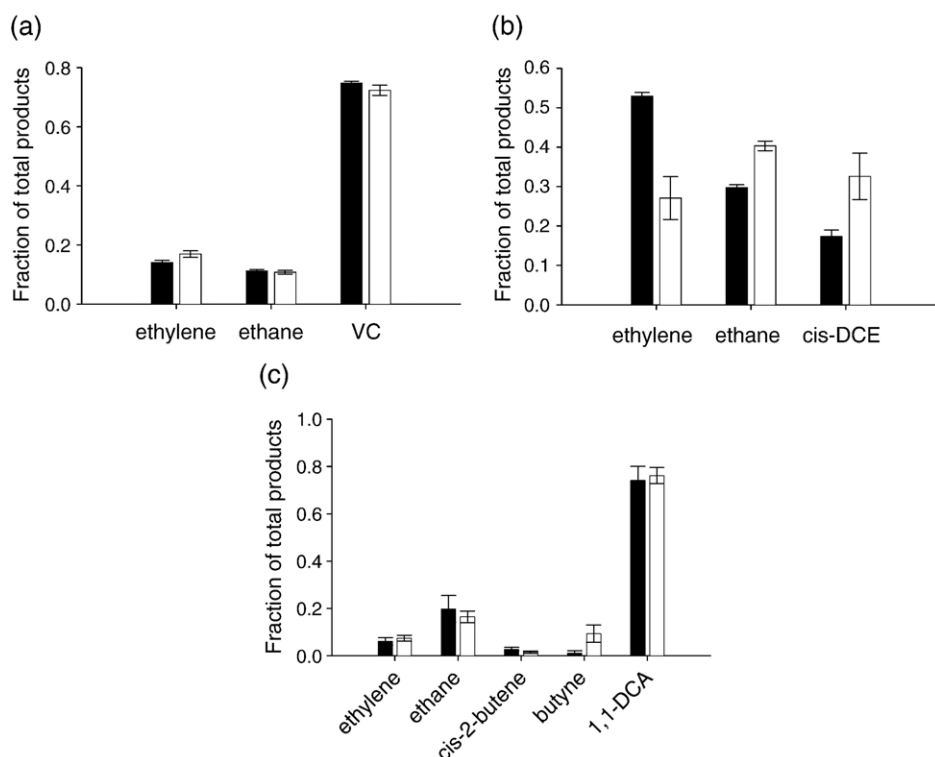 (a)
Fraction of total products
0.8
0.6
0.4
0.2
0.0
ethylene ethane VC
(b)
Fraction of total products
0.6
0.5
0.4
0.3
0.2
0.1
0.0
ethylene ethane cis-DCE
(c)
Fraction of total products
1.0
0.8
0.6
0.4
0.2
0.0
ethylene
ethane
cis-2-butene
butyne
1,1-DCA